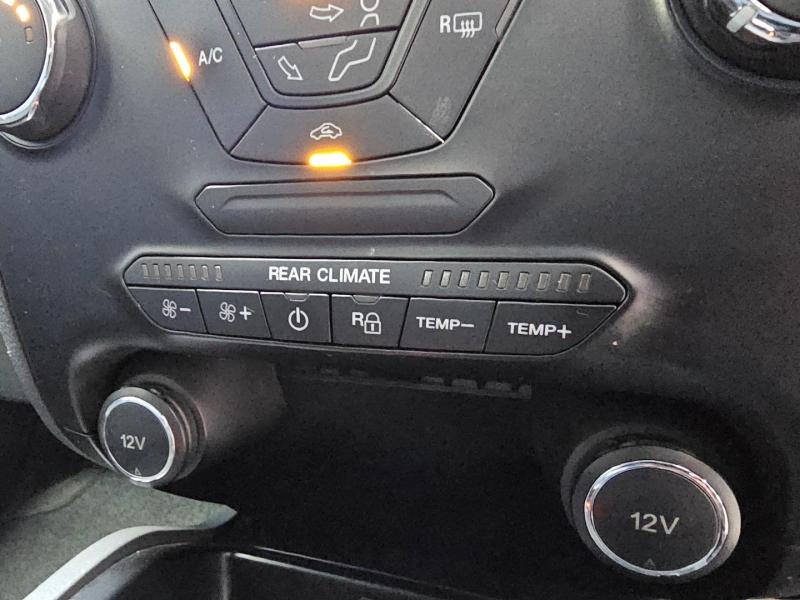 R
A/C
REAR CLIMATE
- + R TEMP- TEMP+
12V
12V